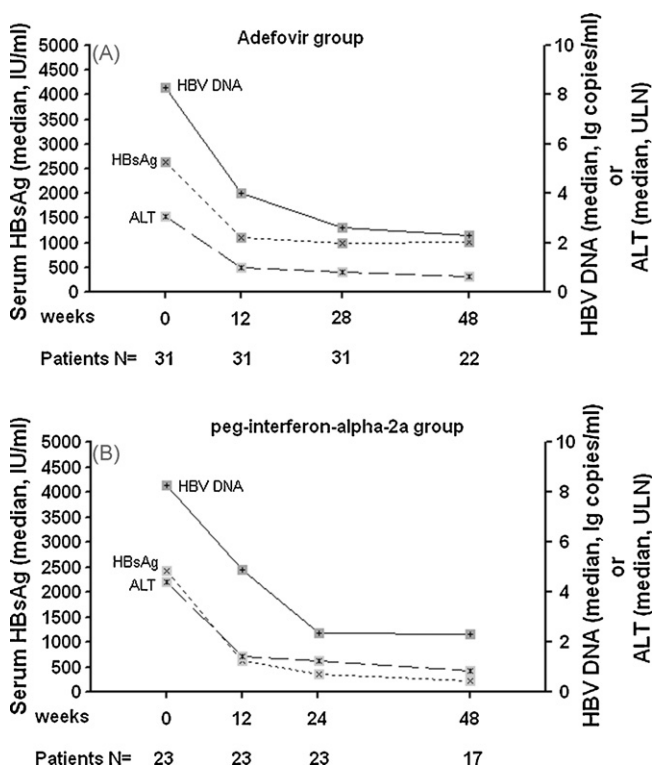 (A)
Adefovir group
Serum HBsAg (median, IU/ml)
5000
4500
4000
3500
3000
2500
2000
1500
1000
500
0
HBV DNA
HBsAg
ALT
10
8
6
4
2
0
HBV DNA (median, lg copies/ml)
or
ALT (median, ULN)
weeks 0 12 28 48
Patients N= 31 31 31 22
(B)
peg-interferon-alpha-2a group
Serum HBsAg (median, IU/ml)
5000
4500
4000
3500
3000
2500
2000
1500
1000
500
0
HBV DNA
HBsAg
ALT
10
8
6
4
2
0
HBV DNA (median, lg copies/ml)
or
ALT (median, ULN)
weeks 0 12 24 48
Patients N= 23 23 23 17